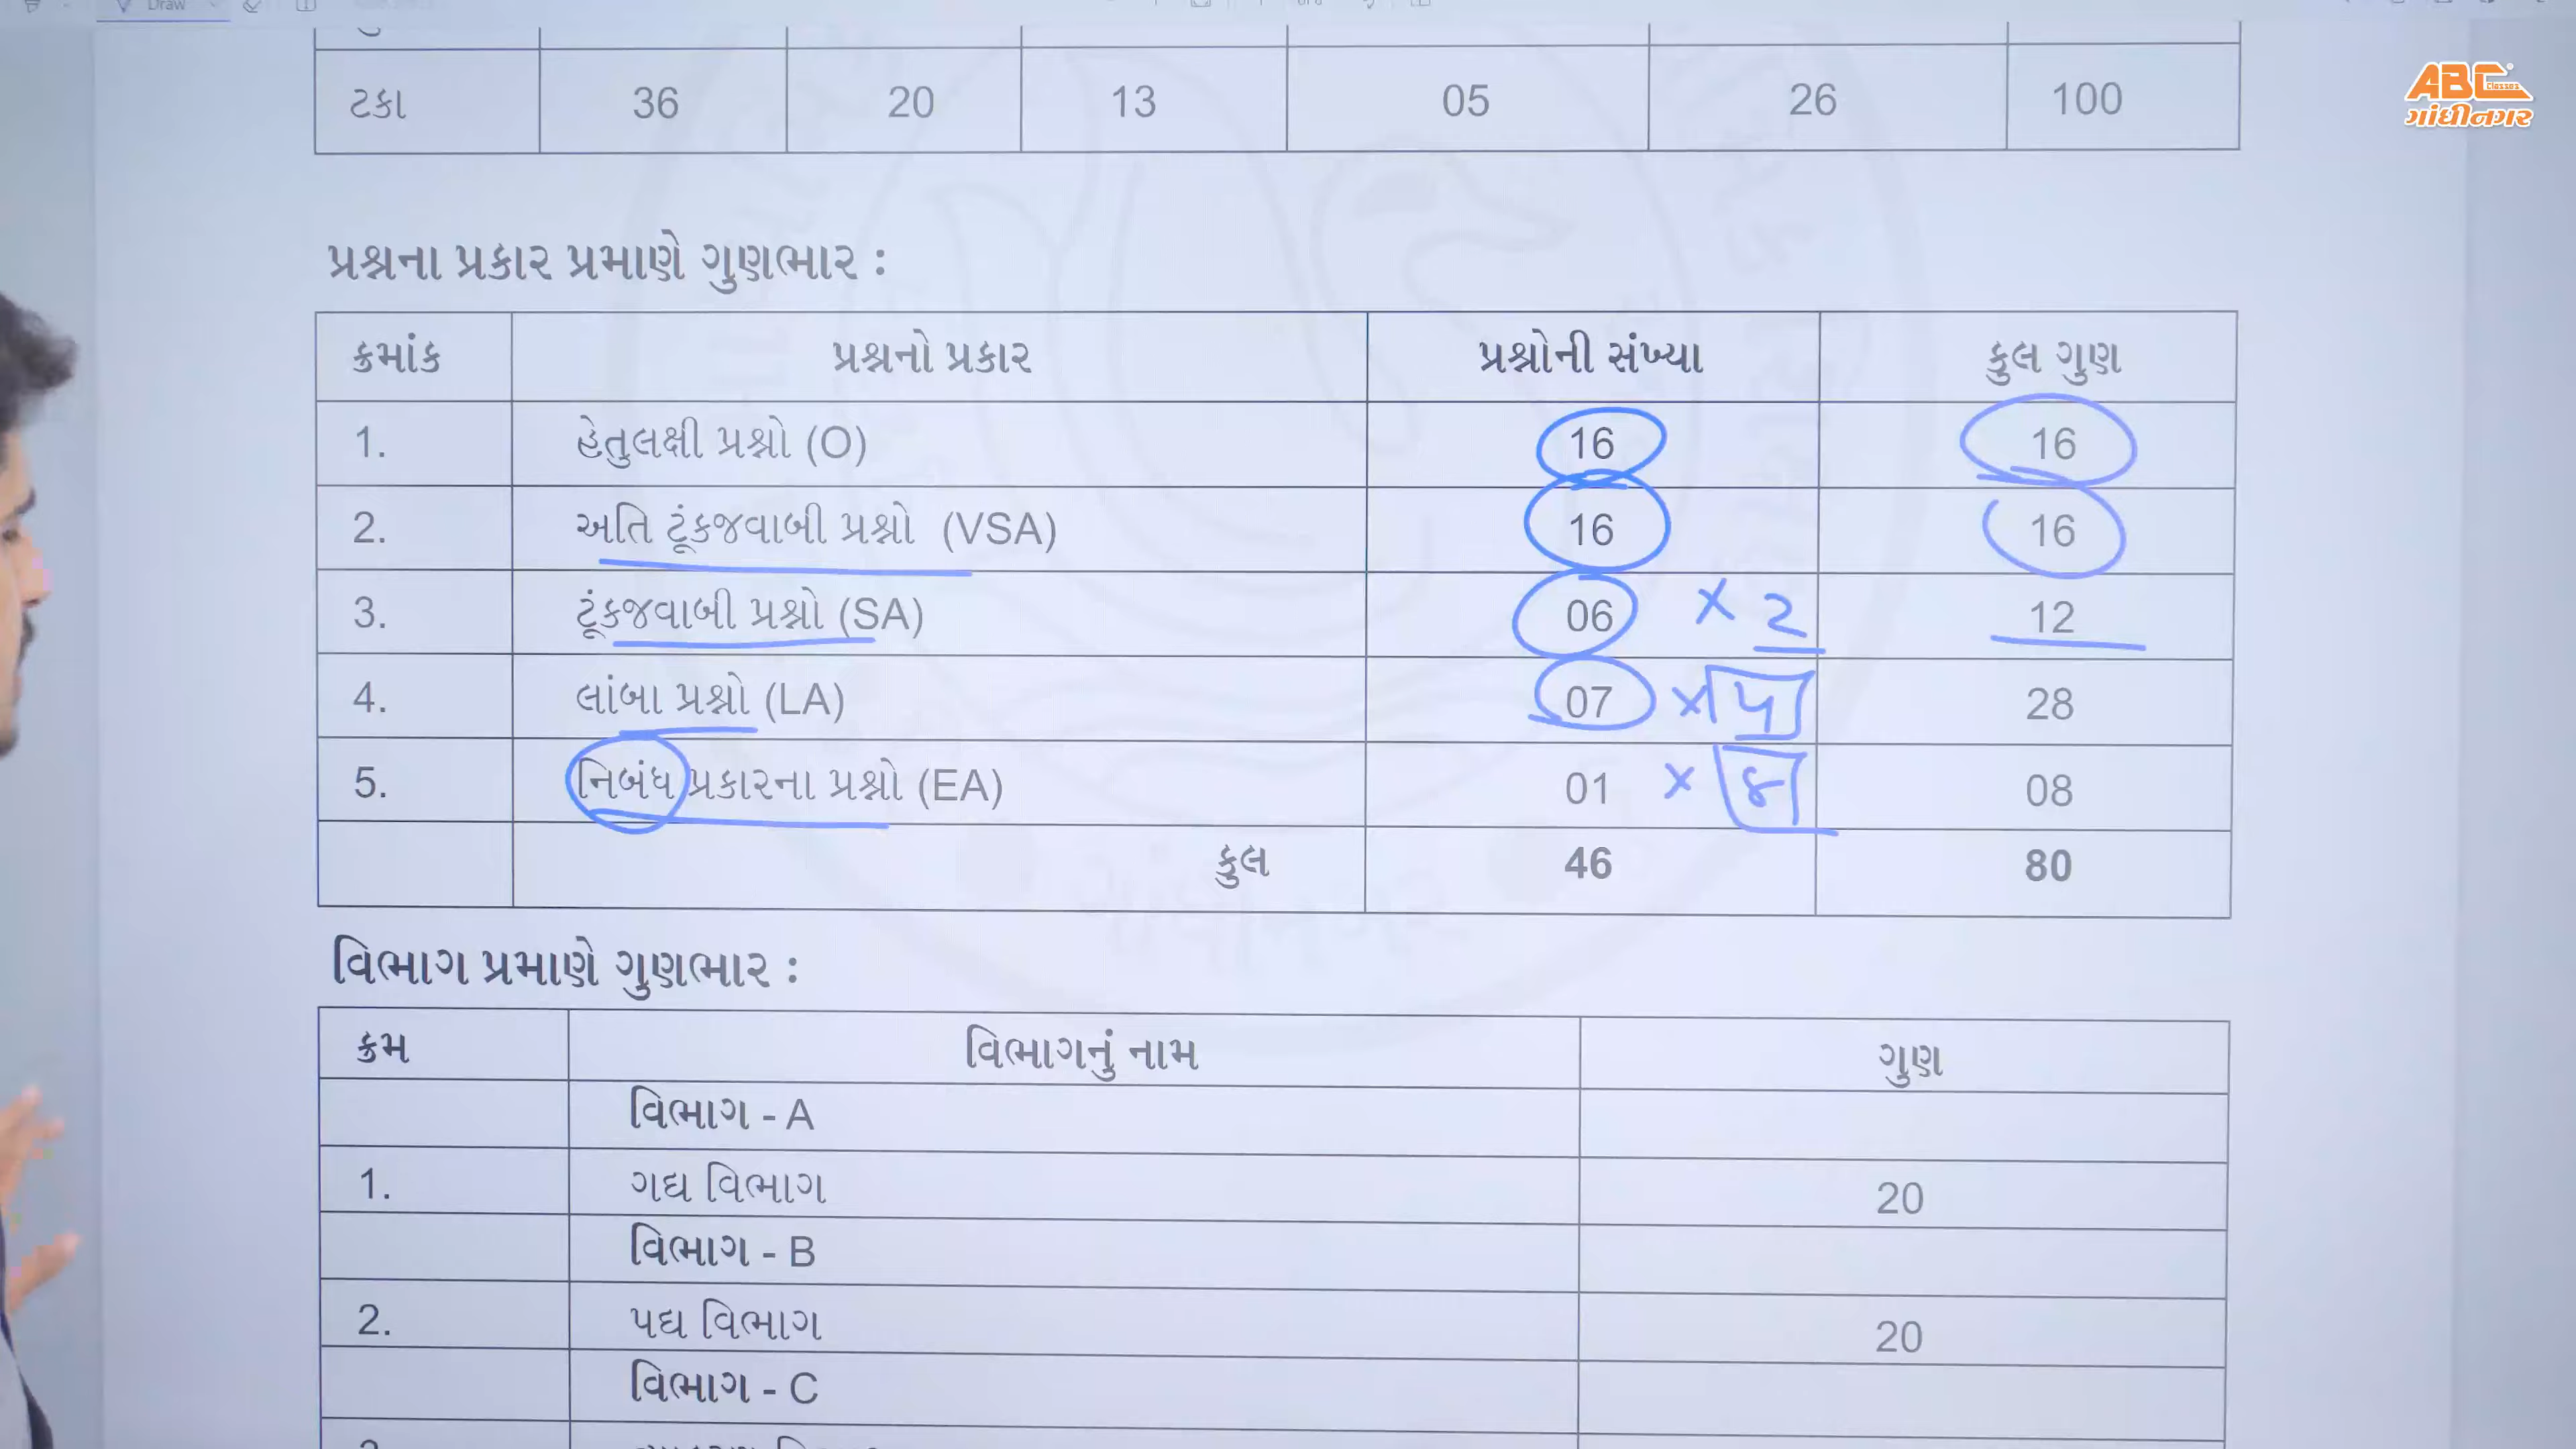 Draw
ABC Classes
ગાંધીનગર
ટકા 36 20 13 05 26 100
પ્રશ્નના પ્રકાર પ્રમાણે ગુણભાર :
ક્રમાંક પ્રશ્નનો પ્રકાર પ્રશ્નોની સંખ્યા કુલ ગુણ
1. હેતુલક્ષી પ્રશ્નો (O) 16 16
2. અતિ ટૂંકજવાબી પ્રશ્નો (VSA) 16 16
3. ટૂંકજવાબી પ્રશ્નો (SA) 06 × 2 12
4. લાંબા પ્રશ્નો (LA) 07 × 28
5. નિબંધ પ્રકારના પ્રશ્નો (EA) 01 × 08
કુલ 46 80
વિભાગ પ્રમાણે ગુણભાર :
ક્રમ વિભાગનું નામ ગુણ
વિભાગ - A
1. ગદ્ય વિભાગ 20
વિભાગ - B
2. પદ્ય વિભાગ 20
વિભાગ - C